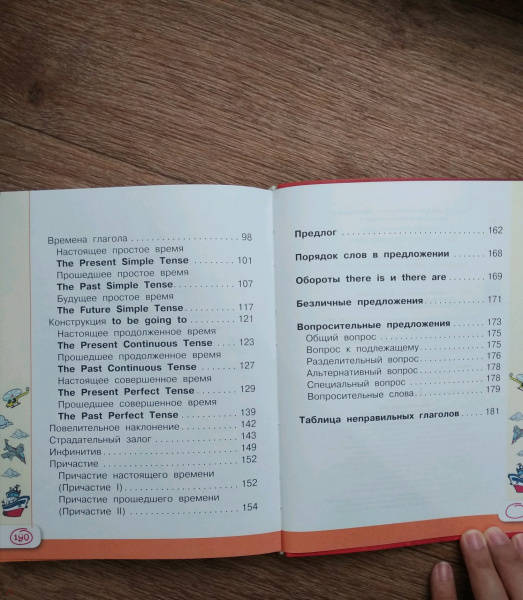 Времена глагола . . . . . . . . . . . . . . . . . . . . . 98
Настоящее простое время
The Present Simple Tense . . . . . . . . 101
Прошедшее простое время
The Past Simple Tense. . . . . . . . . . . . 107
Будущее простое время
The Future Simple Tense. . . . . . . . . . 117
Конструкция to be going to . . . . . . . . . 121
Настоящее продолженное время
The Present Continuous Tense . . . . 123
Прошедшее продолженное время
The Past Continuous Tense . . . . . . . 127
Настоящее совершенное время
The Present Perfect Tense . . . . . . . . 129
Прошедшее совершенное время
The Past Perfect Tense . . . . . . . . . . . 139
Повелительное наклонение . . . . . . . . . . 142
Страдательный залог . . . . . . . . . . . . . . . 143
Инфинитив . . . . . . . . . . . . . . . . . . . . . . . . 149
Причастие . . . . . . . . . . . . . . . . . . . . . . . . 152
Причастие настоящего времени
(Причастие I) . . . . . . . . . . . . . . . . . . . . 152
Причастие прошедшего времени
(Причастие II) . . . . . . . . . . . . . . . . . . . 154
190
Предлог . . . . . . . . . . . . . . . . . . . . . . . . . . 162
Порядок слов в предложении . . . . . . . 168
Обороты there is и there are . . . . . . . . 169
Безличные предложения. . . . . . . . . . . . 171
Вопросительные предложения . . . . . . . 173
Общий вопрос . . . . . . . . . . . . . . . . . . . . 175
Вопрос к подлежащему. . . . . . . . . . . . . 175
Разделительный вопрос . . . . . . . . . . . . 176
Альтернативный вопрос . . . . . . . . . . . . 178
Специальный вопрос . . . . . . . . . . . . . . . 178
Вопросительные слова. . . . . . . . . . . . . . 179
Таблица неправильных глаголов. . . . . 181